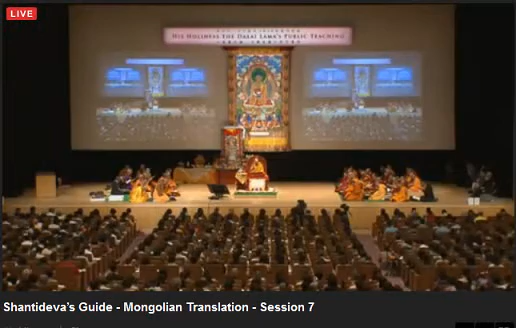 LIVE
His Holiness the Dalai Lama's Public Teaching
Shantideva's Guide - Mongolian Translation - Session 7